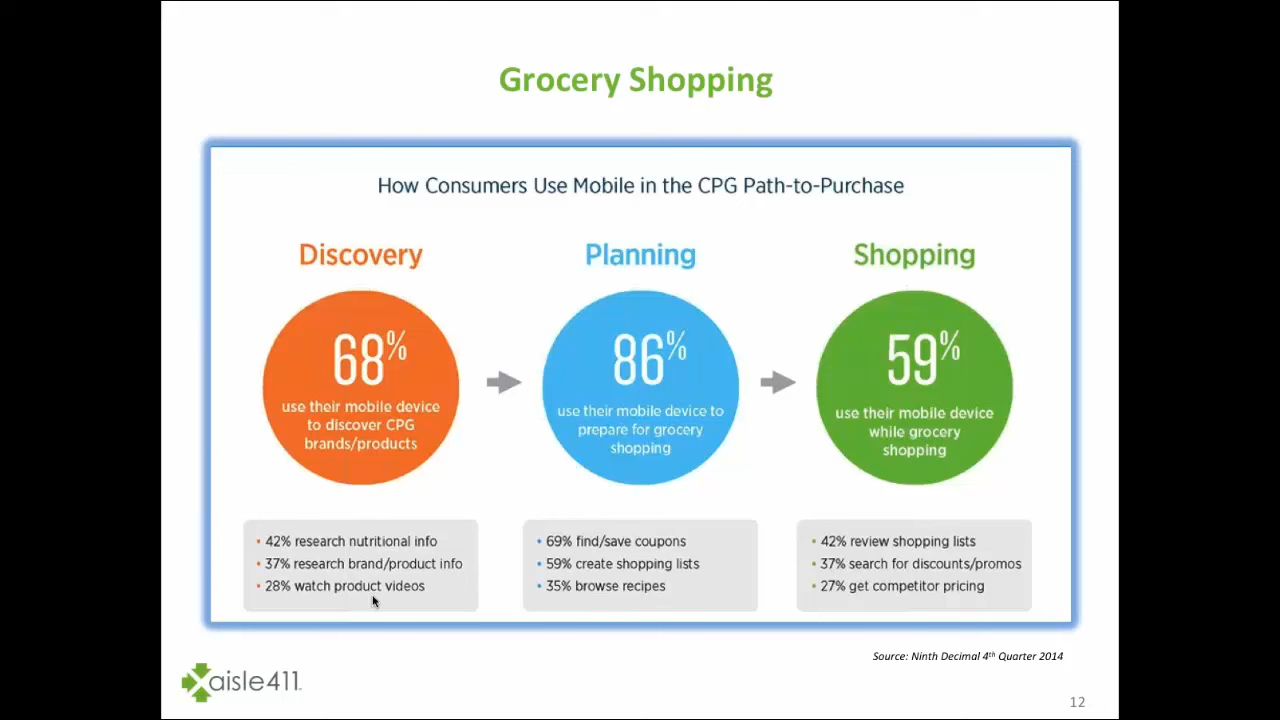 Grocery Shopping
How Consumers Use Mobile in the CPG Path-to-Purchase
Discovery
68%
use their mobile device
to discover CPG
brands/products
• 42% research nutritional info
• 37% research brand/product info
• 28% watch product videos
Planning
86%
use their mobile device to
prepare for grocery
shopping
• 69% find/save coupons
• 59% create shopping lists
• 35% browse recipes
Shopping
59%
use their mobile device
while grocery
shopping
• 42% review shopping lists
• 37% search for discounts/promos
• 27% get competitor pricing
Source: Ninth Decimal 4th Quarter 2014
aisle411
12